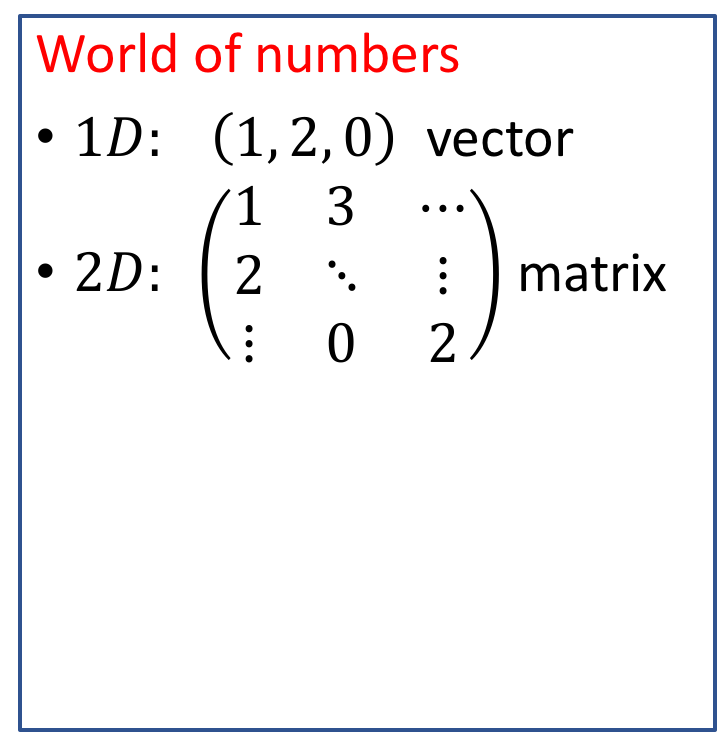 World of numbers
• 1D: (1, 2, 0) vector
• 2D: ( 1 3 ⋯
2 ⋱ ⋮
⋮ 0 2 ) matrix